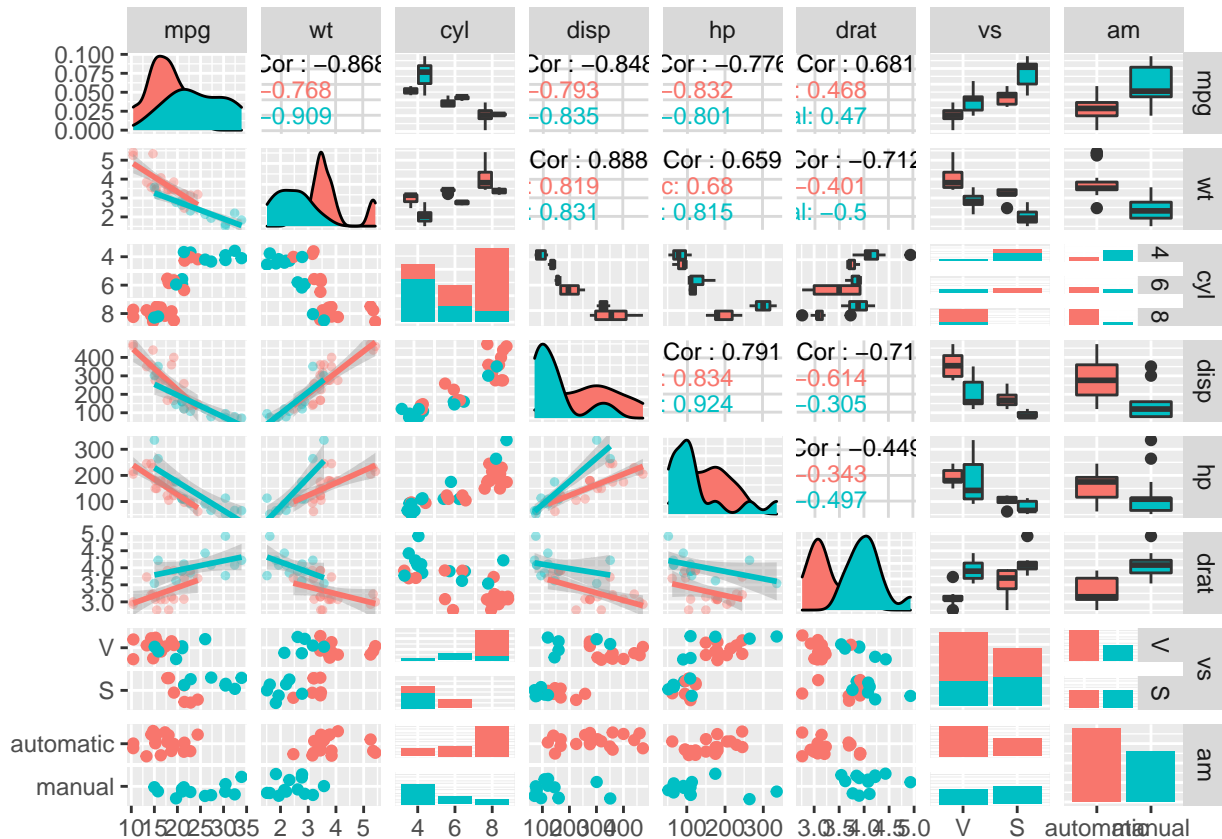 mpg wt cyl disp hp drat vs am
0.100
0.075
0.050
0.025
0.000
Cor : −0.868
−0.768
−0.909
Cor : −0.848
−0.793
−0.835
Cor : −0.776
−0.832
−0.801
Cor : 0.681
: 0.468
al: 0.47
mpg
5
4
3
2
Cor : 0.888
: 0.819
: 0.831
Cor : 0.659
c: 0.68
: 0.815
Cor : −0.712
−0.401
al: −0.5
wt
4
6
8
4
6
8
cyl
400
300
200
100
Cor : 0.791
: 0.834
: 0.924
Cor : −0.71
−0.614
−0.305
disp
300
200
100
Cor : −0.449
−0.343
−0.497
hp
5.0
4.5
4.0
3.5
3.0
drat
V
S
V
S
vs
automatic
manual
am
10 15 20 25 30 35 2 3 4 5 4 6 8 100 200 300 400 100 200 300 3.0 3.5 4.0 4.5 5.0 V S automatic manual